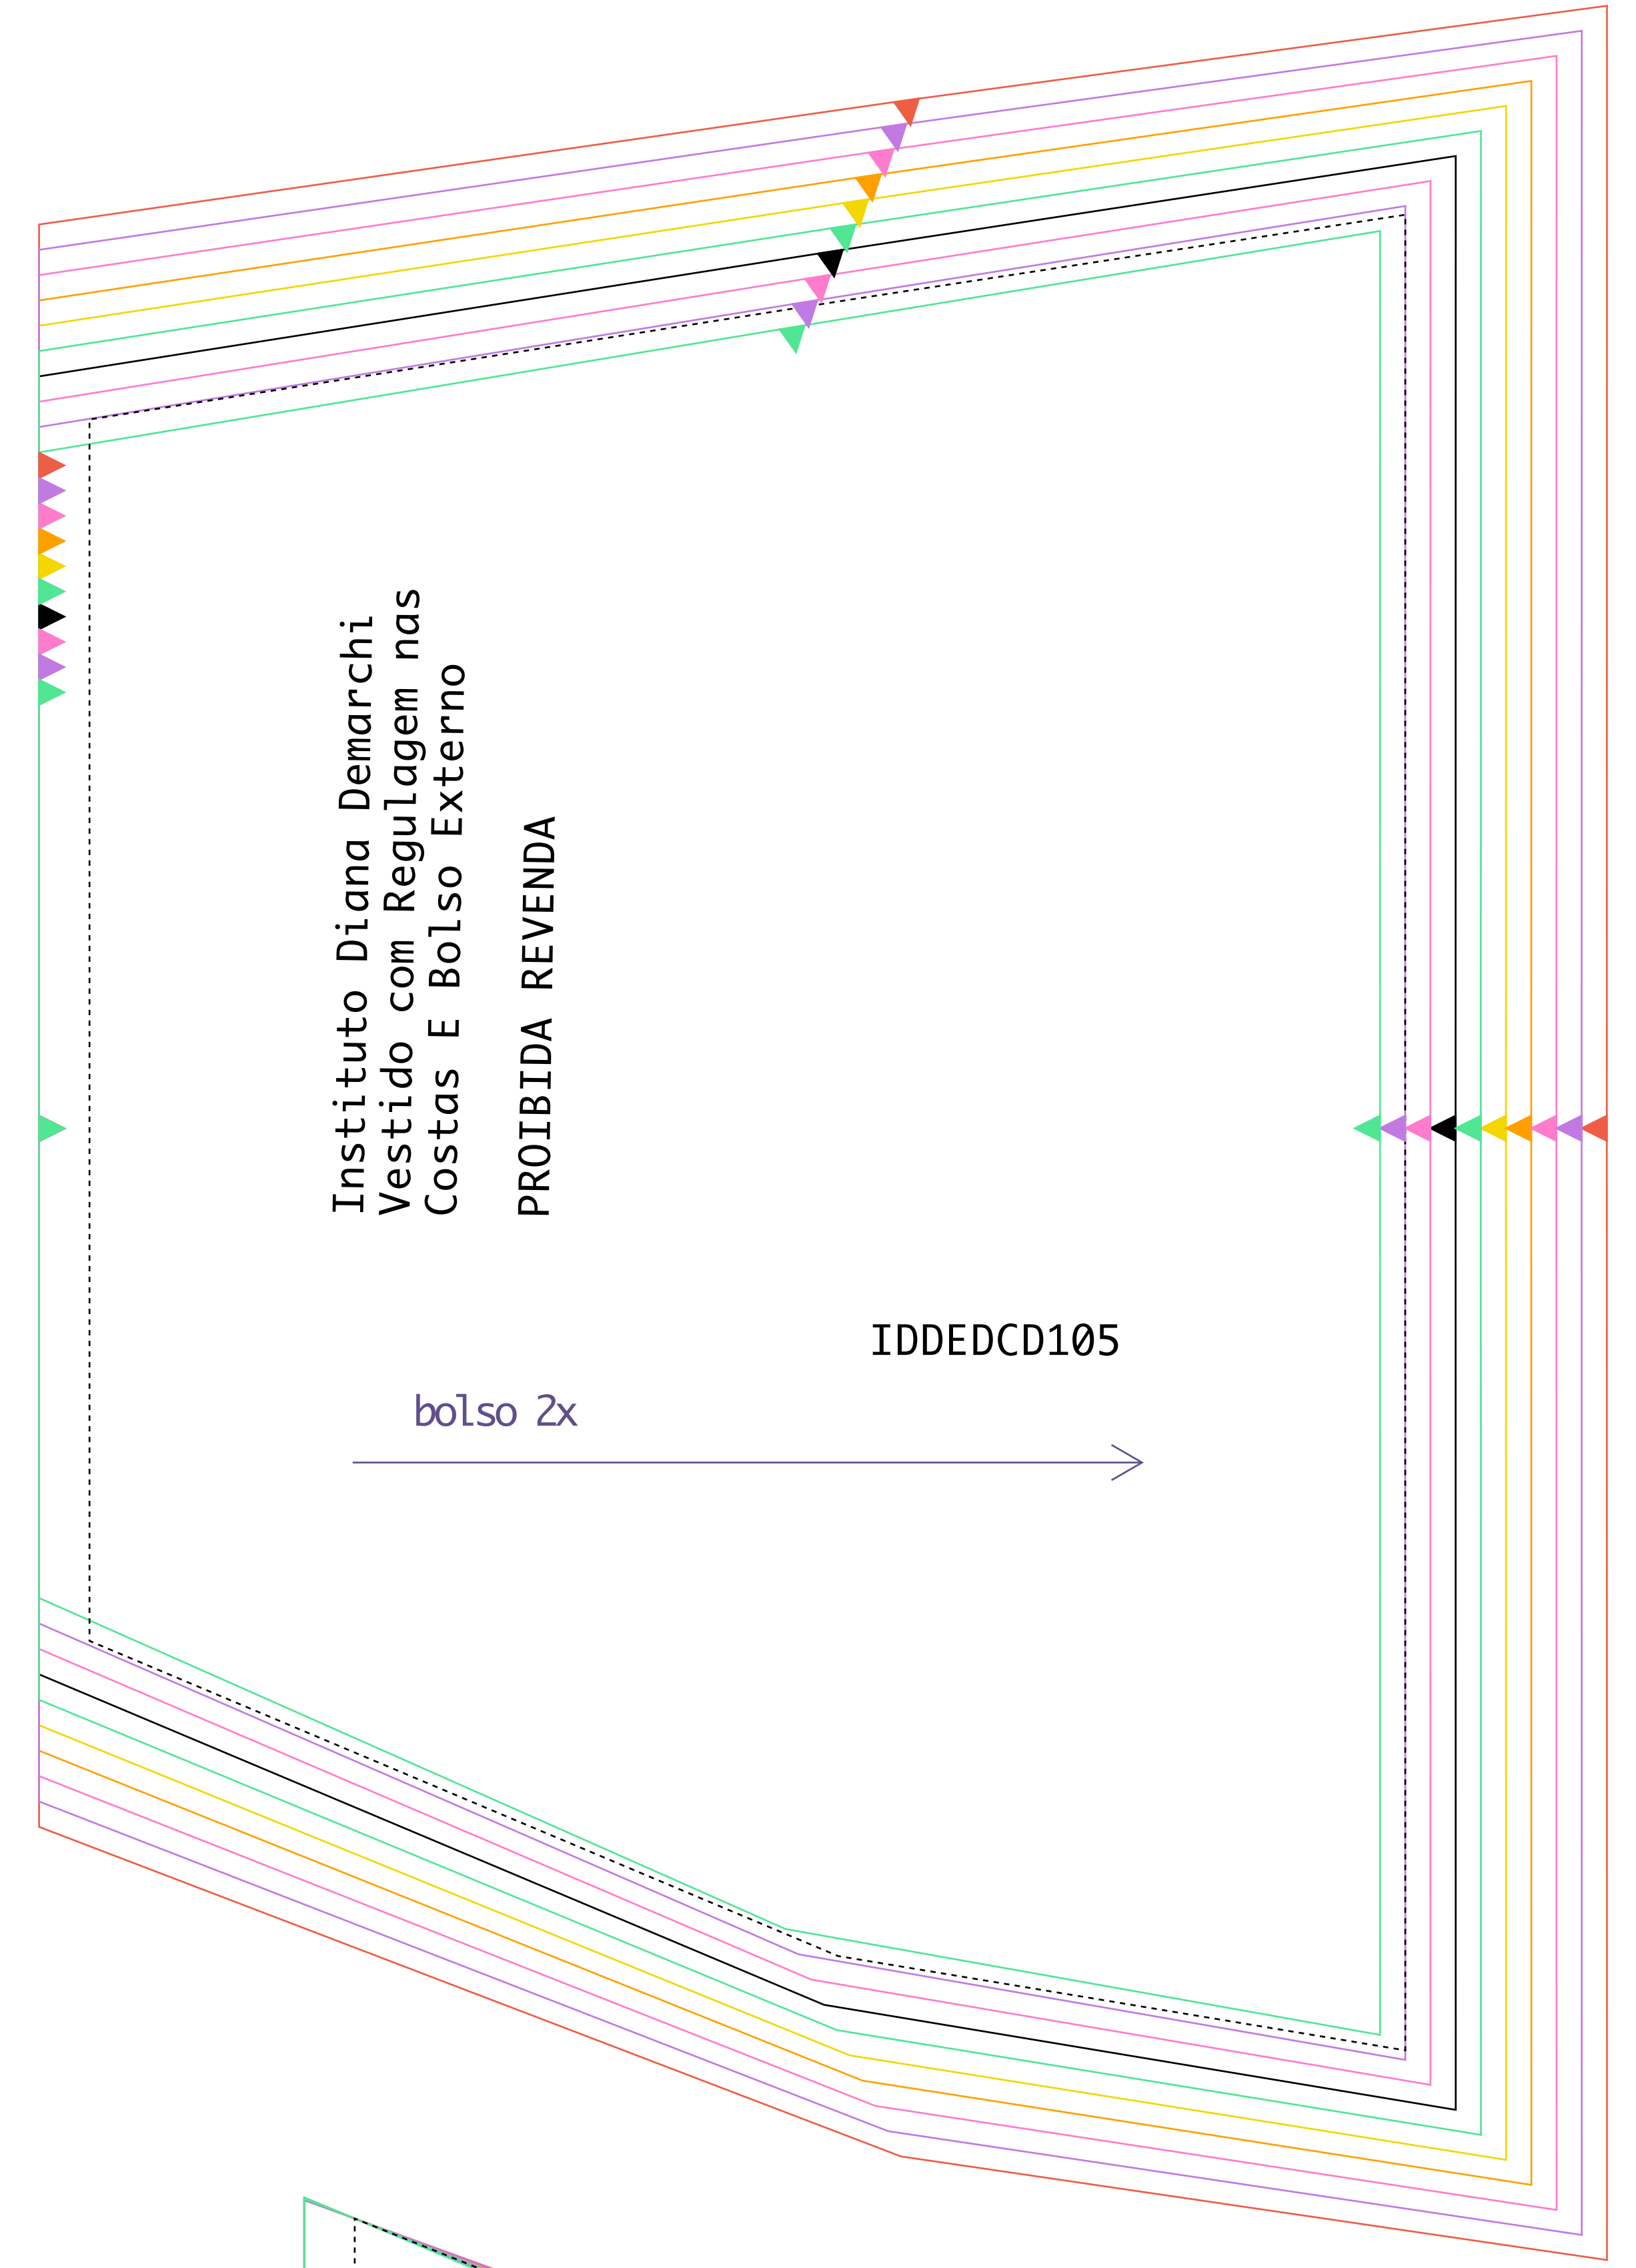 Instituto Diana Demarchi
Vestido com Regulagem nas
Costas E Bolso Externo
PROIBIDA REVENDA
IDDEDCD105
bolso 2x